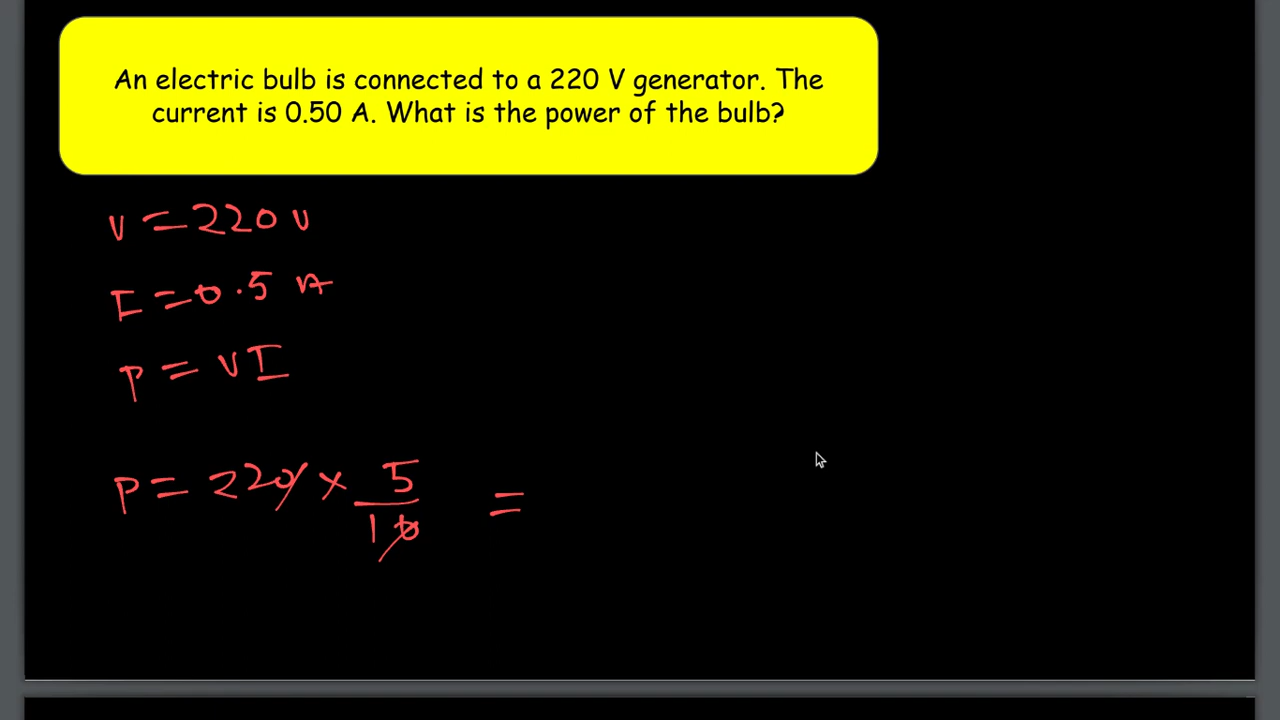 An electric bulb is connected to a 220 V generator. The
current is 0.50 A. What is the power of the bulb?
V = 220 V
I = 0.5 A
P = VI
P = 220 × 5/10 =